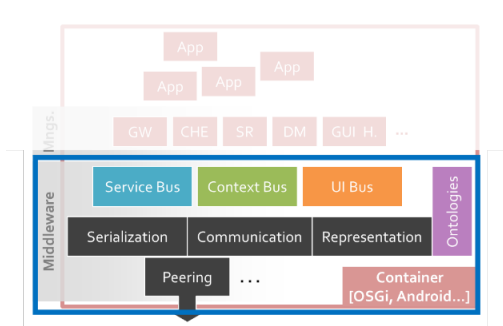 App
App
App
App
Mngs.
GW
CHE
SR
DM
GUI H.
...
Middleware
Service Bus
Context Bus
UI Bus
Ontologies
Serialization
Communication
Representation
Peering
...
Container
[OSGi, Android...]